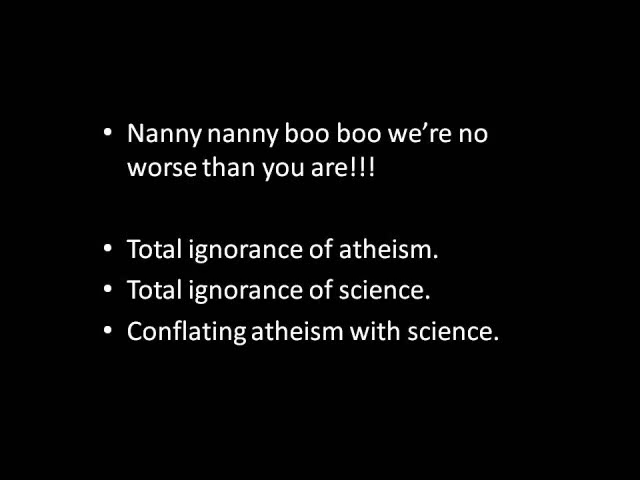 • Nanny nanny boo boo we’re no
worse than you are!!!
• Total ignorance of atheism.
• Total ignorance of science.
• Conflating atheism with science.